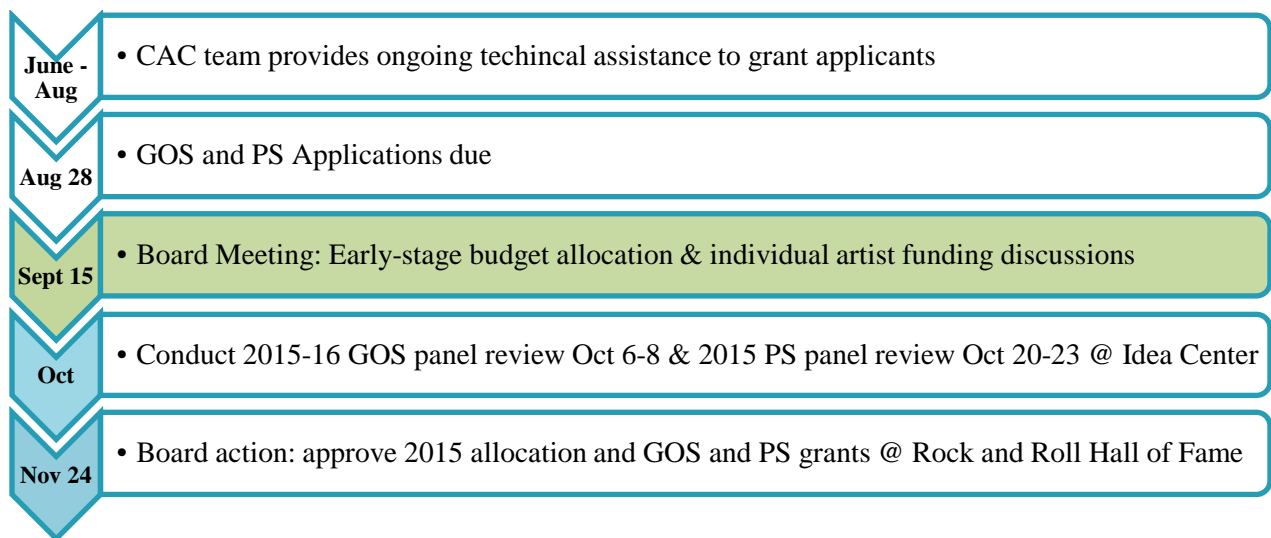 June -
Aug
• CAC team provides ongoing techincal assistance to grant applicants
Aug 28
• GOS and PS Applications due
Sept 15
• Board Meeting: Early-stage budget allocation & individual artist funding discussions
Oct
• Conduct 2015-16 GOS panel review Oct 6-8 & 2015 PS panel review Oct 20-23 @ Idea Center
Nov 24
• Board action: approve 2015 allocation and GOS and PS grants @ Rock and Roll Hall of Fame